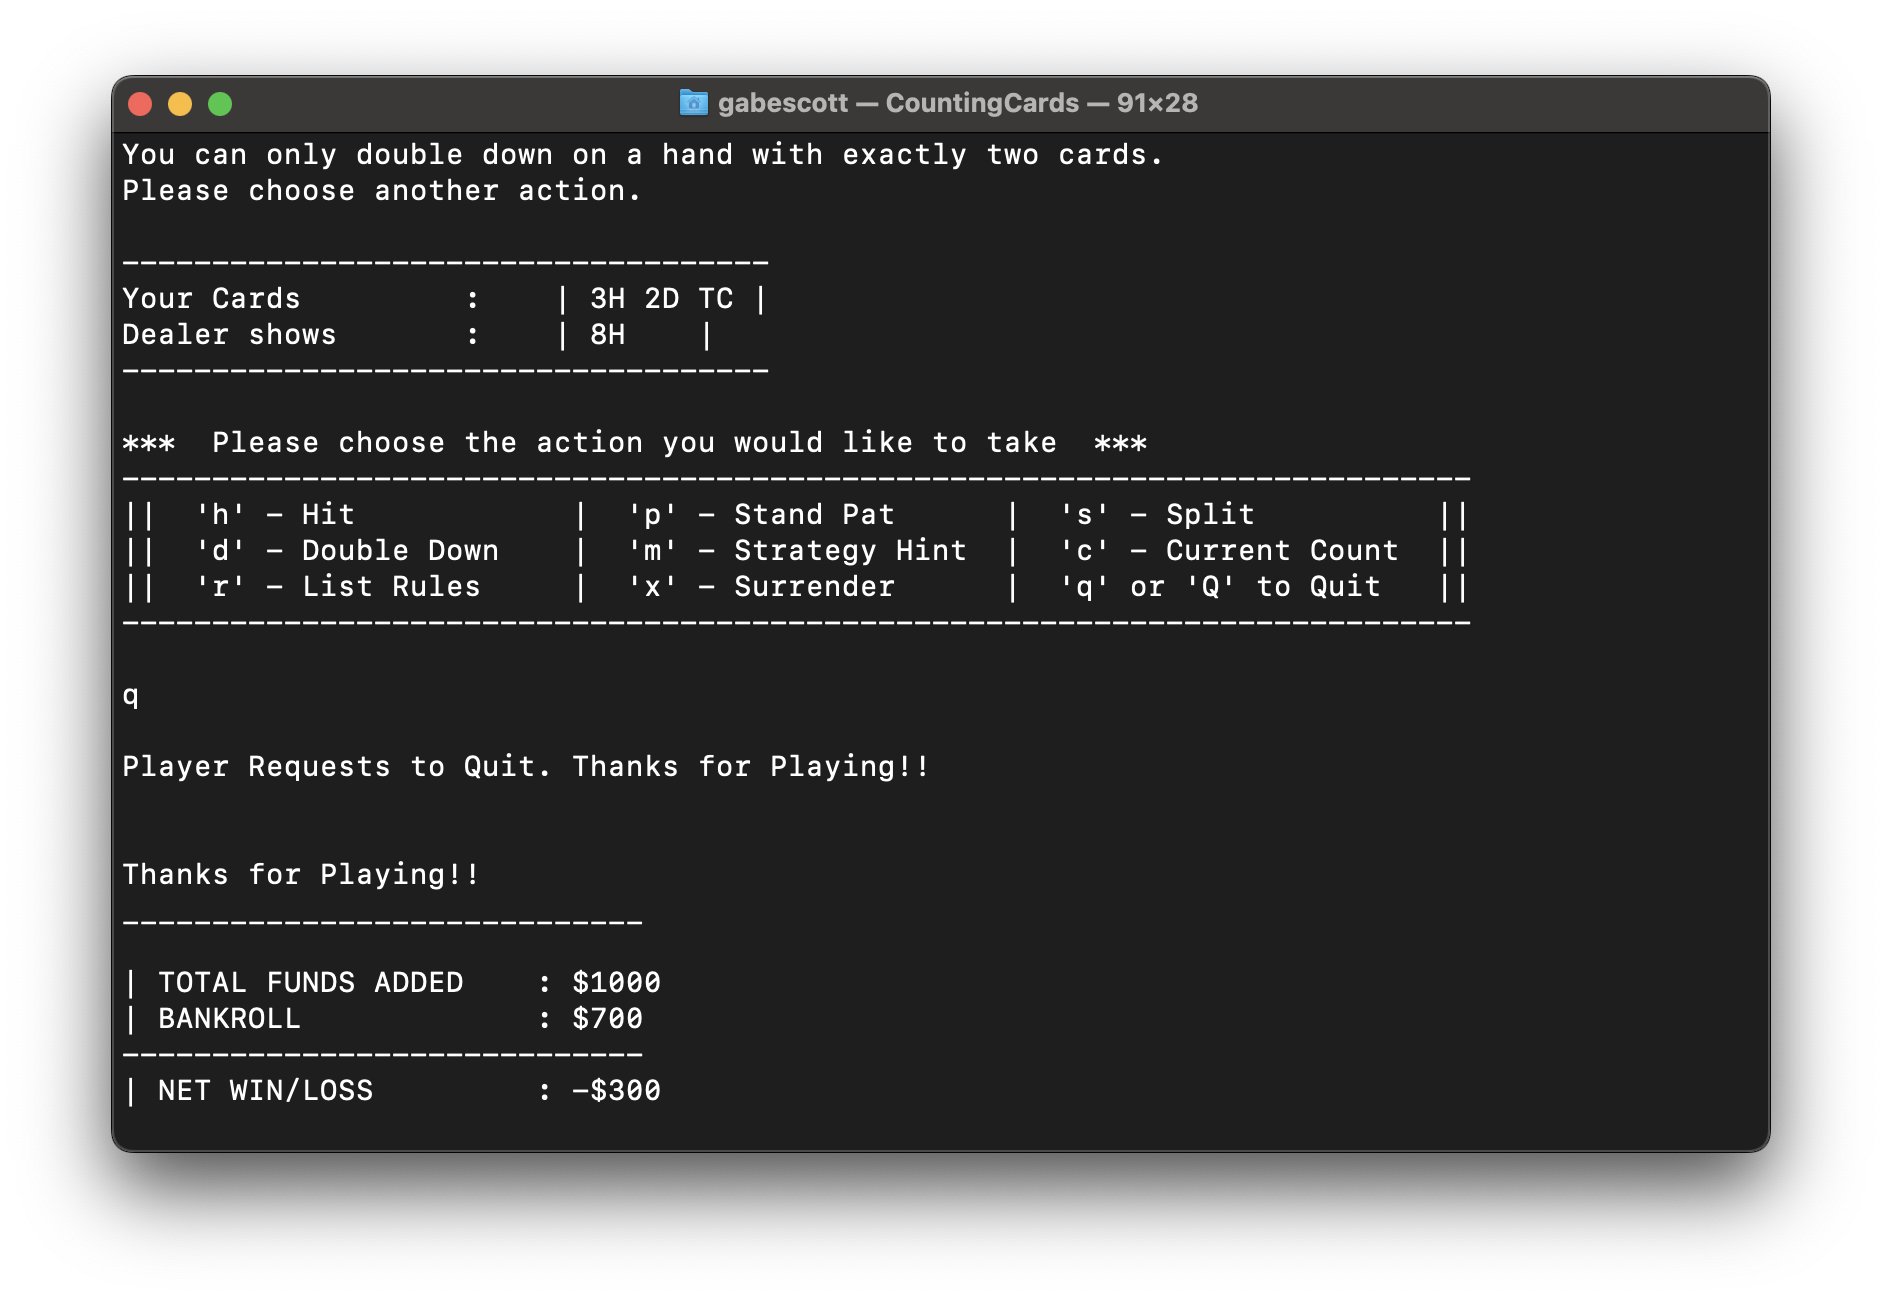 gabescott — CountingCards — 91×28
You can only double down on a hand with exactly two cards.
Please choose another action.
------------------------------------
Your Cards         :    | 3H 2D TC |
Dealer shows       :    | 8H    |
------------------------------------
***  Please choose the action you would like to take  ***
---------------------------------------------------------------------------
||  'h' - Hit            |  'p' - Stand Pat      |  's' - Split          ||
||  'd' - Double Down    |  'm' - Strategy Hint  |  'c' - Current Count  ||
||  'r' - List Rules     |  'x' - Surrender      |  'q' or 'Q' to Quit   ||
---------------------------------------------------------------------------
q
Player Requests to Quit. Thanks for Playing!!
Thanks for Playing!!
-----------------------------
| TOTAL FUNDS ADDED    : $1000
| BANKROLL             : $700
-----------------------------
| NET WIN/LOSS         : -$300